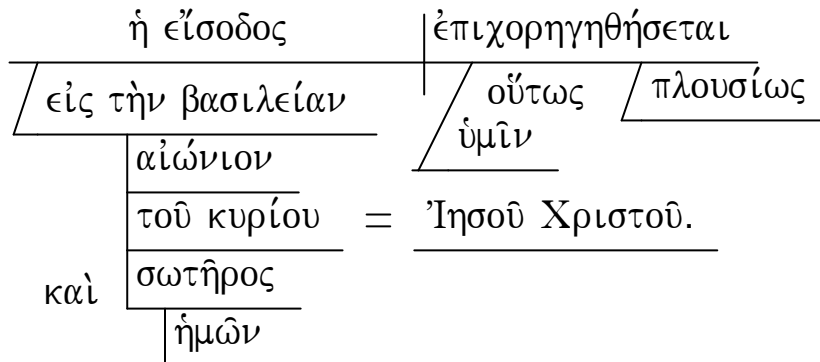 ἡ εἴσοδος ἐπιχορηγηθήσεται
εἰς τὴν βασιλείαν οὕτως πλουσίως
ὑμῖν
αἰώνιον
τοῦ κυρίου = Ἰησοῦ Χριστοῦ.
καὶ σωτῆρος
ἡμῶν